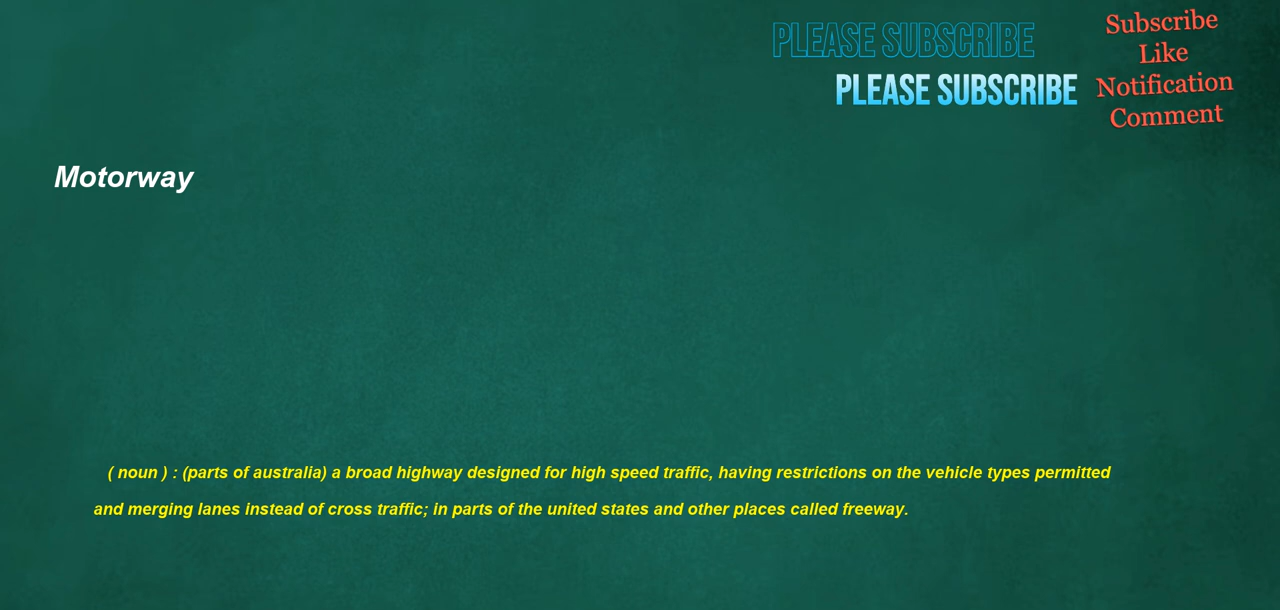 PLEASE SUBSCRIBE
PLEASE SUBSCRIBE
Subscribe
Like
Notification
Comment
Motorway
( noun ) : (parts of australia) a broad highway designed for high speed traffic, having restrictions on the vehicle types permitted
and merging lanes instead of cross traffic; in parts of the united states and other places called freeway.